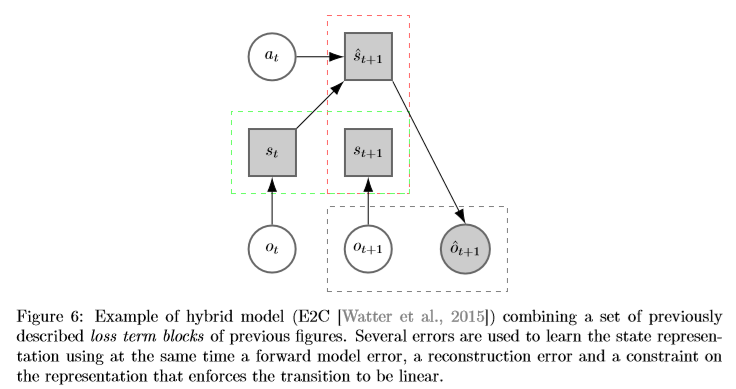 a_t
ŝ_{t+1}
s_t
s_{t+1}
o_t
o_{t+1}
ô_{t+1}
Figure 6: Example of hybrid model (E2C [Watter et al., 2015]) combining a set of previously
described loss term blocks of previous figures. Several errors are used to learn the state represen-
tation using at the same time a forward model error, a reconstruction error and a constraint on
the representation that enforces the transition to be linear.